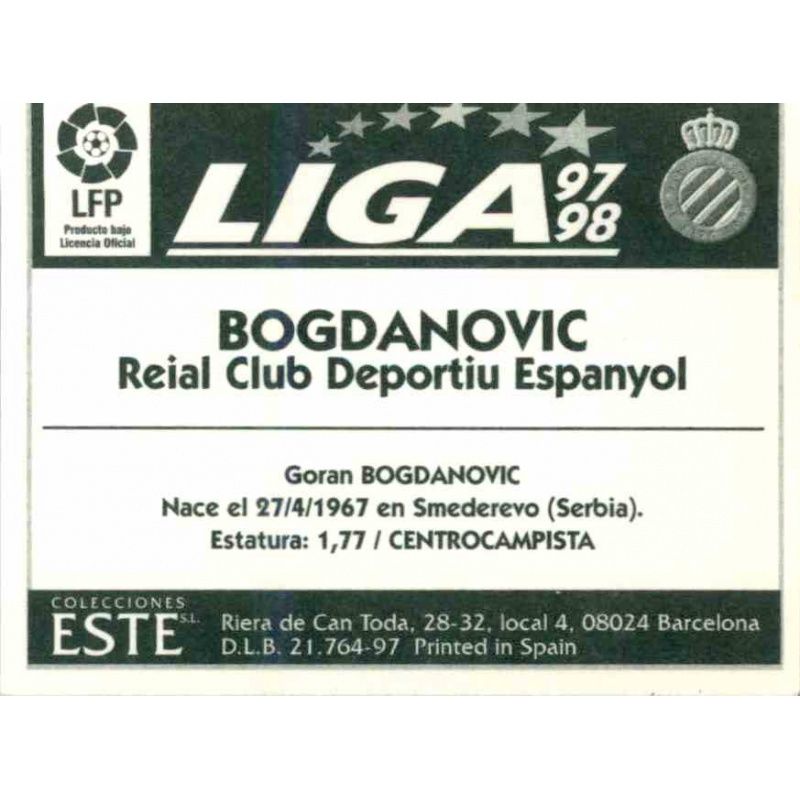 LFP
Producto bajo
Licencia Oficial
LIGA 97
98
BOGDANOVIC
Reial Club Deportiu Espanyol
Goran BOGDANOVIC
Nace el 27/4/1967 en Smederevo (Serbia).
Estatura: 1,77 / CENTROCAMPISTA
COLECCIONES
ESTE S.L.
Riera de Can Toda, 28-32, local 4, 08024 Barcelona
D.L.B. 21.764-97 Printed in Spain